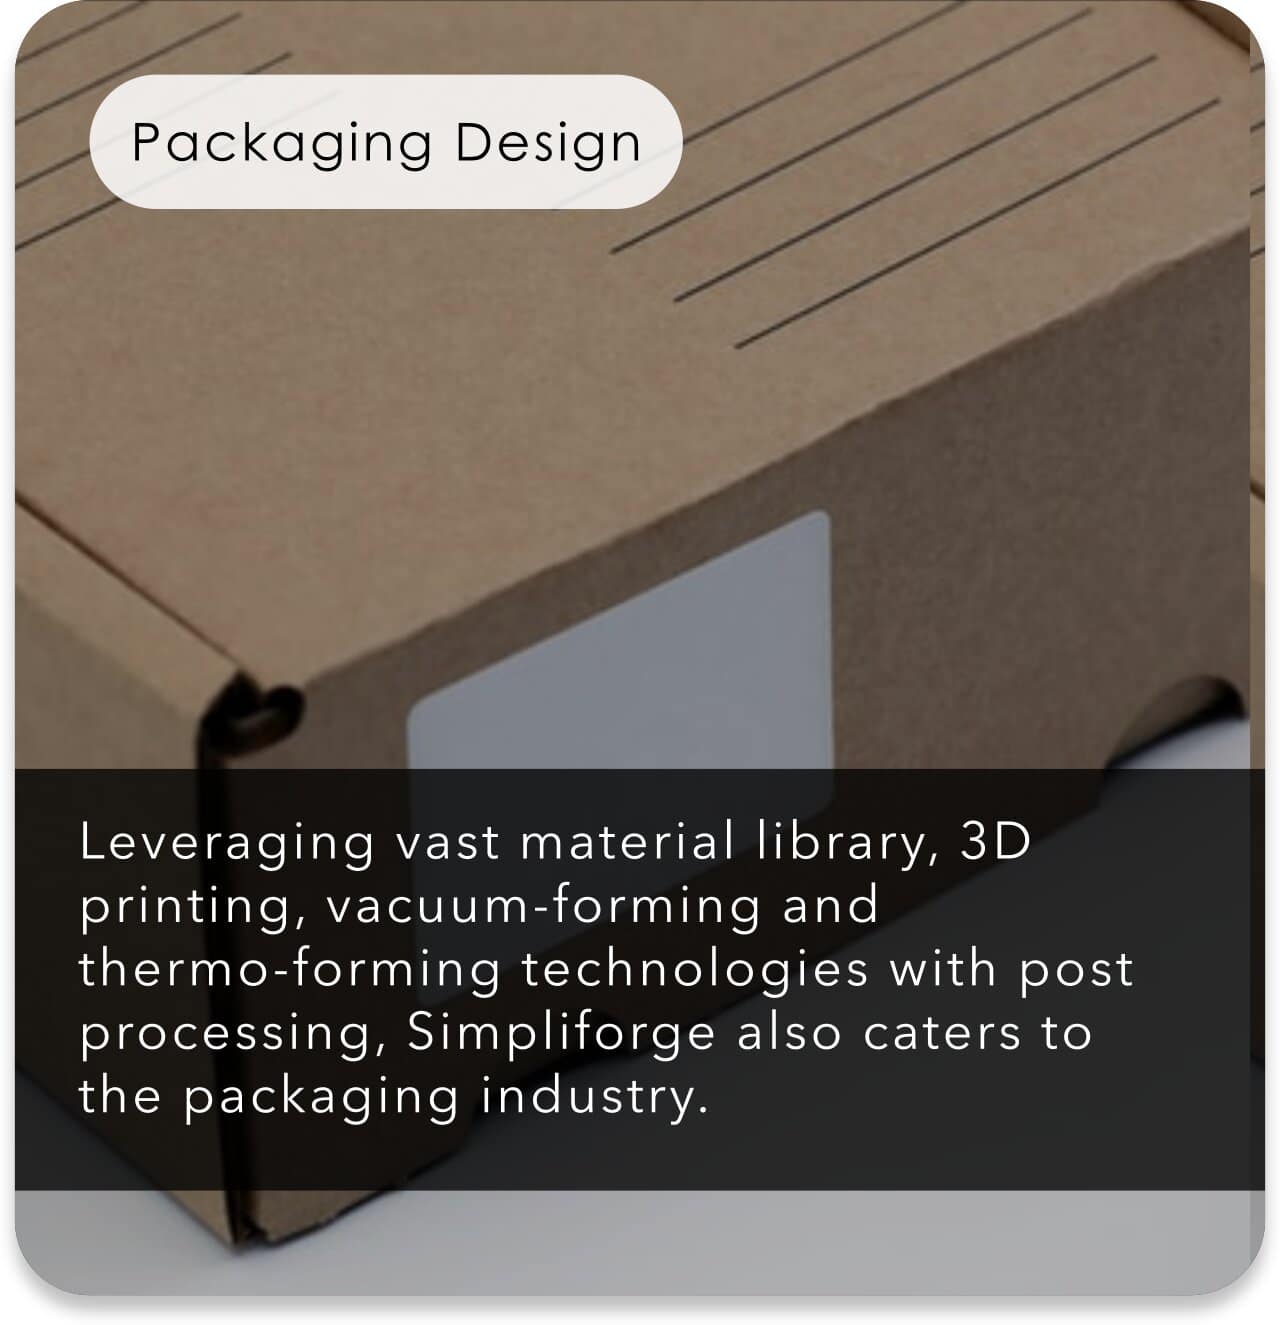 Packaging Design
Leveraging vast material library, 3D
printing, vacuum-forming and
thermo-forming technologies with post
processing, Simpliforge also caters to
the packaging industry.